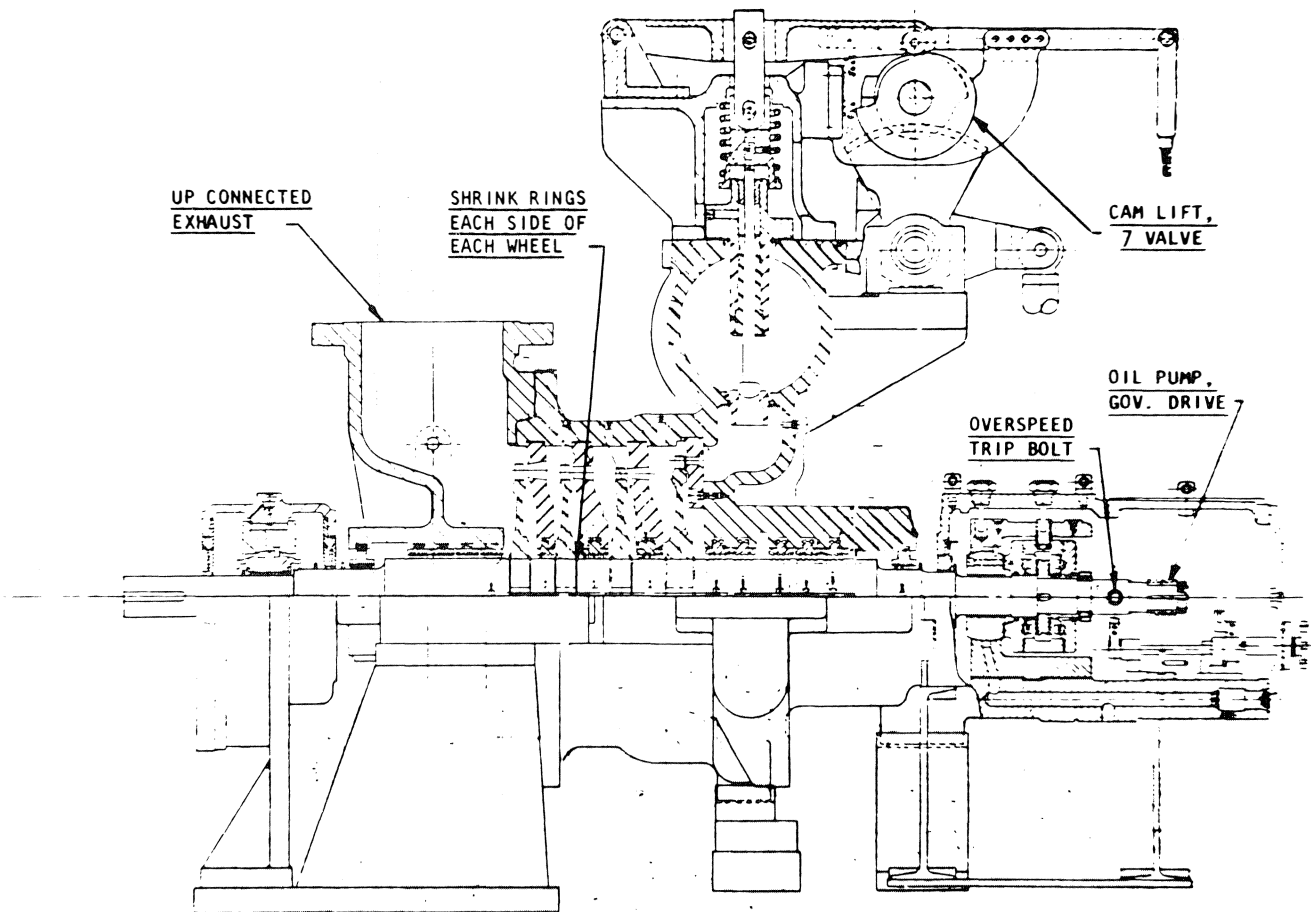 UP CONNECTED
EXHAUST
SHRINK RINGS
EACH SIDE OF
EACH WHEEL
CAM LIFT,
7 VALVE
OIL PUMP,
GOV. DRIVE
OVERSPEED
TRIP BOLT